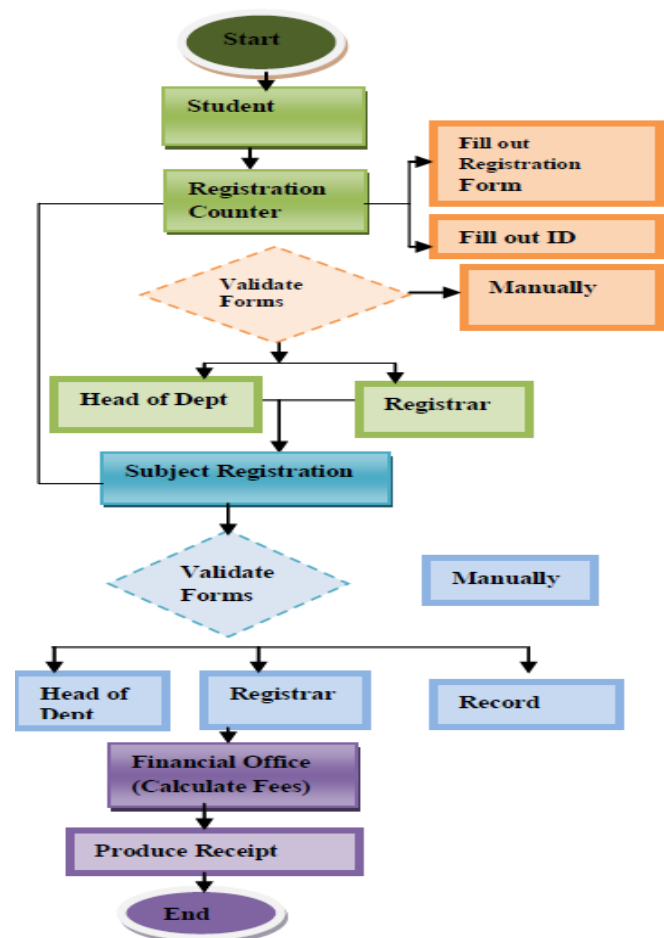 Start
Student
Registration
Counter
Fill out
Registration
Form
Fill out ID
Validate
Forms
Manually
Head of Dept
Registrar
Subject Registration
Validate
Forms
Manually
Head of
Dept
Registrar
Record
Financial Office
(Calculate Fees)
Produce Receipt
End